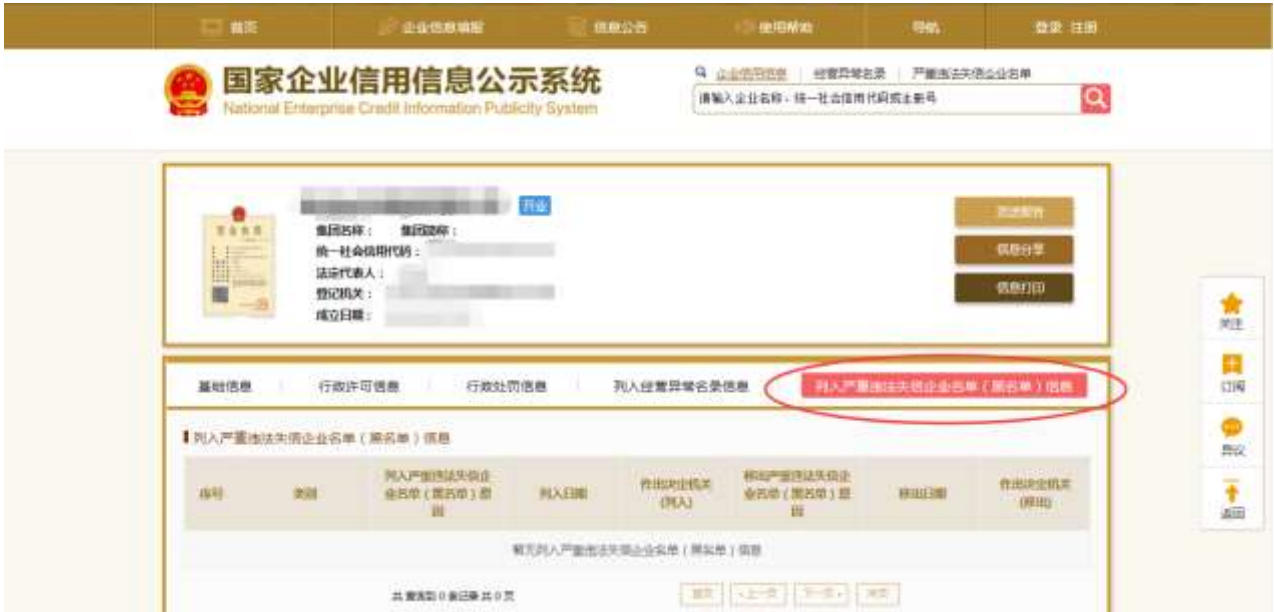 首页 企业信息填报 信息公告 使用帮助 导航 登录 注册
国家企业信用信息公示系统
National Enterprise Credit Information Publicity System
企业信用信息 | 经营异常名录 | 严重违法失信企业名单
请输入企业名称、统一社会信用代码或注册号
开业
营业执照
集团名称： 集团简称：
统一社会信用代码：
法定代表人：
登记机关：
成立日期：
发送报告
信息分享
信息打印
关注
订阅
异议
返回
基础信息 行政许可信息 行政处罚信息 列入经营异常名录信息 列入严重违法失信企业名单（黑名单）信息
列入严重违法失信企业名单（黑名单）信息
序号 类别 列入严重违法失信企业名单（黑名单）原因 列入日期 作出决定机关(列入) 移出严重违法失信企业名单（黑名单）原因 移出日期 作出决定机关(移出)
暂无列入严重违法失信企业名单（黑名单）信息
共 查询到 0 条记录 共 0 页
首页 上一页 下一页 末页